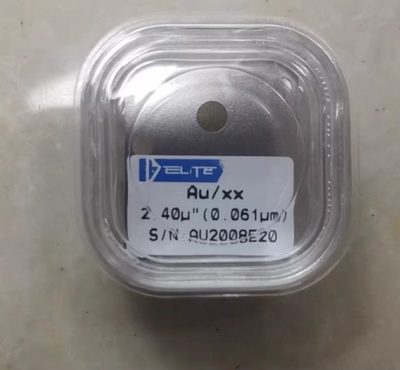 ELITE
Au/xx
2.40µ"(0.061µm)
S/N:AU2008E20